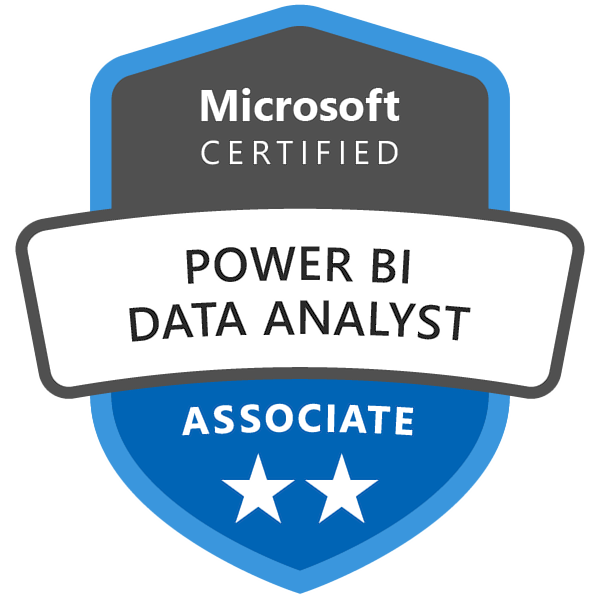 Microsoft
CERTIFIED
POWER BI
DATA ANALYST
ASSOCIATE